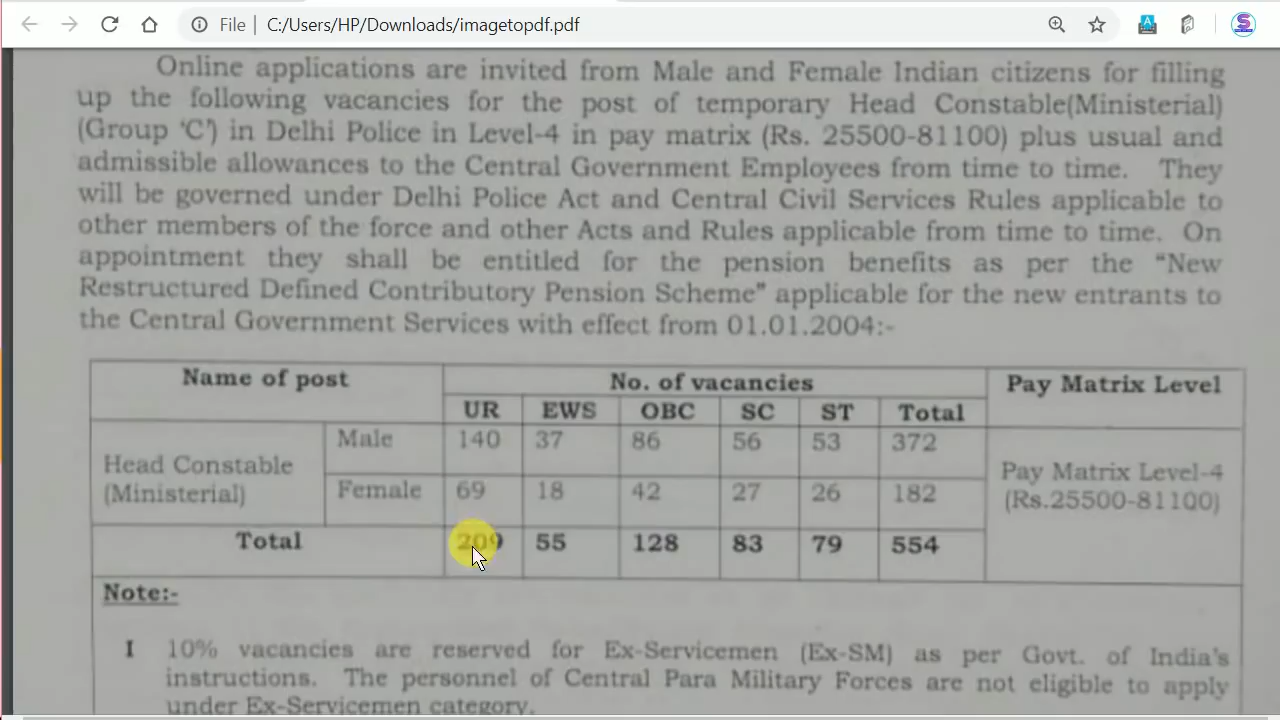 File | C:/Users/HP/Downloads/imagetopdf.pdf
Online applications are invited from Male and Female Indian citizens for filling
up the following vacancies for the post of temporary Head Constable(Ministerial)
(Group ‘C’) in Delhi Police in Level-4 in pay matrix (Rs. 25500-81100) plus usual and
admissible allowances to the Central Government Employees from time to time. They
will be governed under Delhi Police Act and Central Civil Services Rules applicable to
other members of the force and other Acts and Rules applicable from time to time. On
appointment they shall be entitled for the pension benefits as per the “New
Restructured Defined Contributory Pension Scheme” applicable for the new entrants to
the Central Government Services with effect from 01.01.2004:-
Name of post No. of vacancies Pay Matrix Level
UR EWS OBC SC ST Total
Head Constable (Ministerial) Male 140 37 86 56 53 372 Pay Matrix Level-4 (Rs.25500-81100)
Female 69 18 42 27 26 182
Total 209 55 128 83 79 554
Note:-
I 10% vacancies are reserved for Ex-Servicemen (Ex-SM) as per Govt. of India’s
instructions. The personnel of Central Para Military Forces are not eligible to apply
under Ex-Servicemen category.